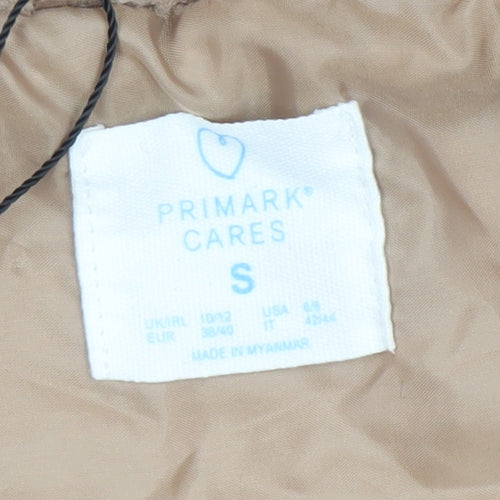 PRIMARK®
CARES
S
UK/IRL 10/12 USA 6/8
EUR 38/40 IT 42/44
MADE IN MYANMAR